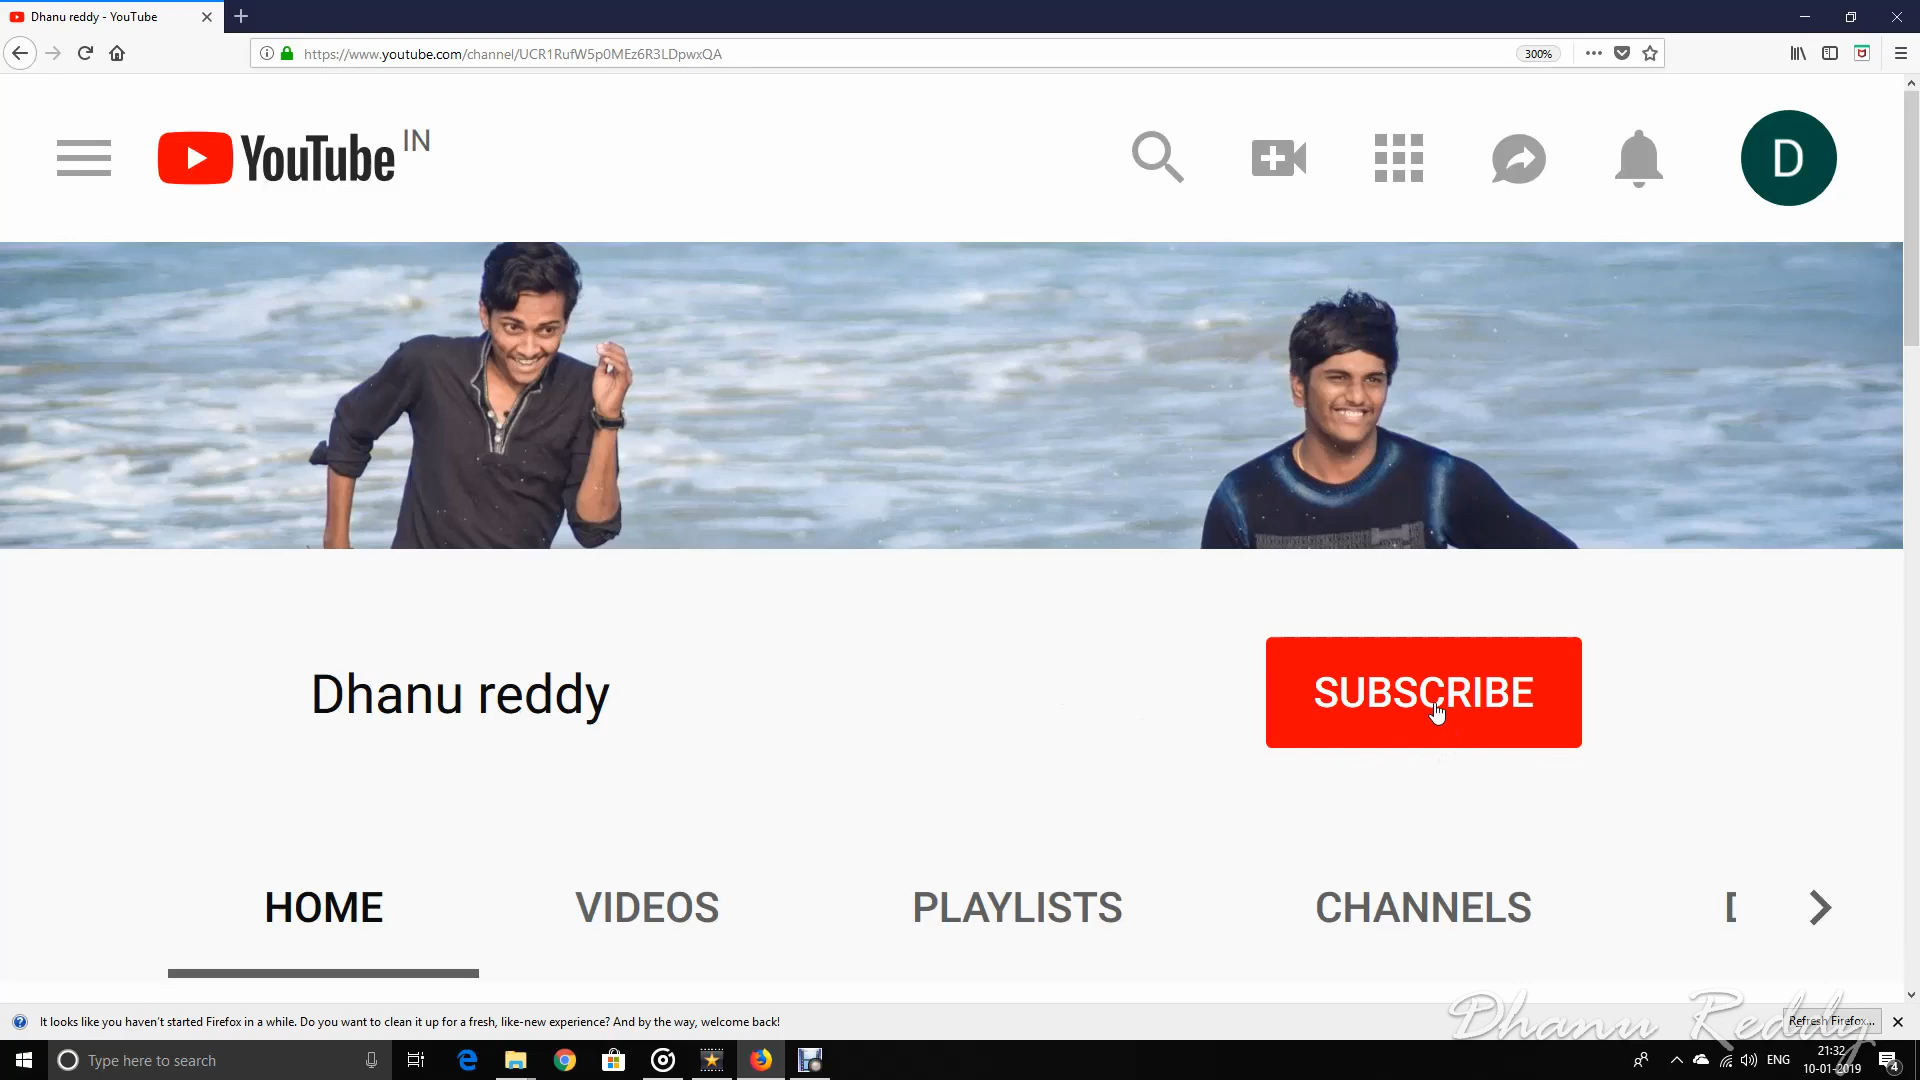 Dhanu reddy - YouTube
https://www.youtube.com/channel/UCR1RufW5p0MEz6R3LDpwxQA
300%
YouTube IN
D
Dhanu reddy
SUBSCRIBE
HOME VIDEOS PLAYLISTS CHANNELS
It looks like you haven't started Firefox in a while. Do you want to clean it up for a fresh, like-new experience? And by the way, welcome back!
Refresh Firefox...
Dhanu Reddy
Type here to search
ENG
21:32
10-01-2019
4